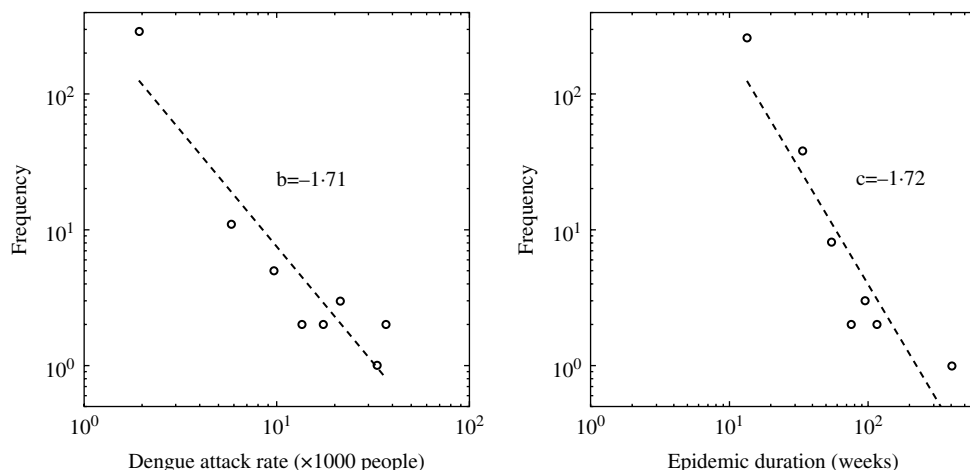 10^2
10^1
10^0
Frequency
b=–1·71
10^0 10^1 10^2
Dengue attack rate (×1000 people)
10^2
10^1
10^0
Frequency
c=–1·72
10^0 10^1 10^2
Epidemic duration (weeks)